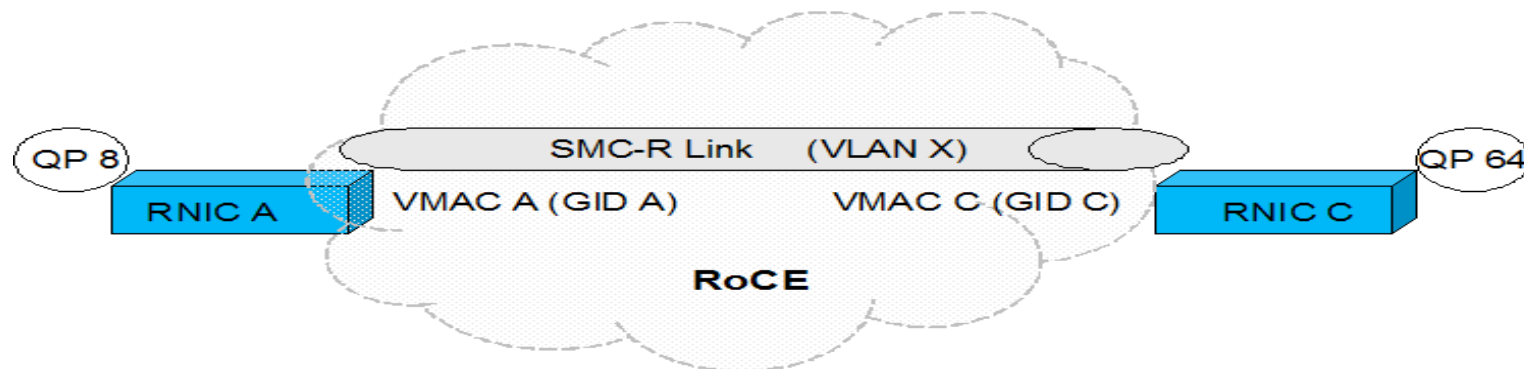 SMC-R Link (VLAN X)
QP 8
QP 64
VMAC A (GID A)
VMAC C (GID C)
RNIC A
RNIC C
RoCE